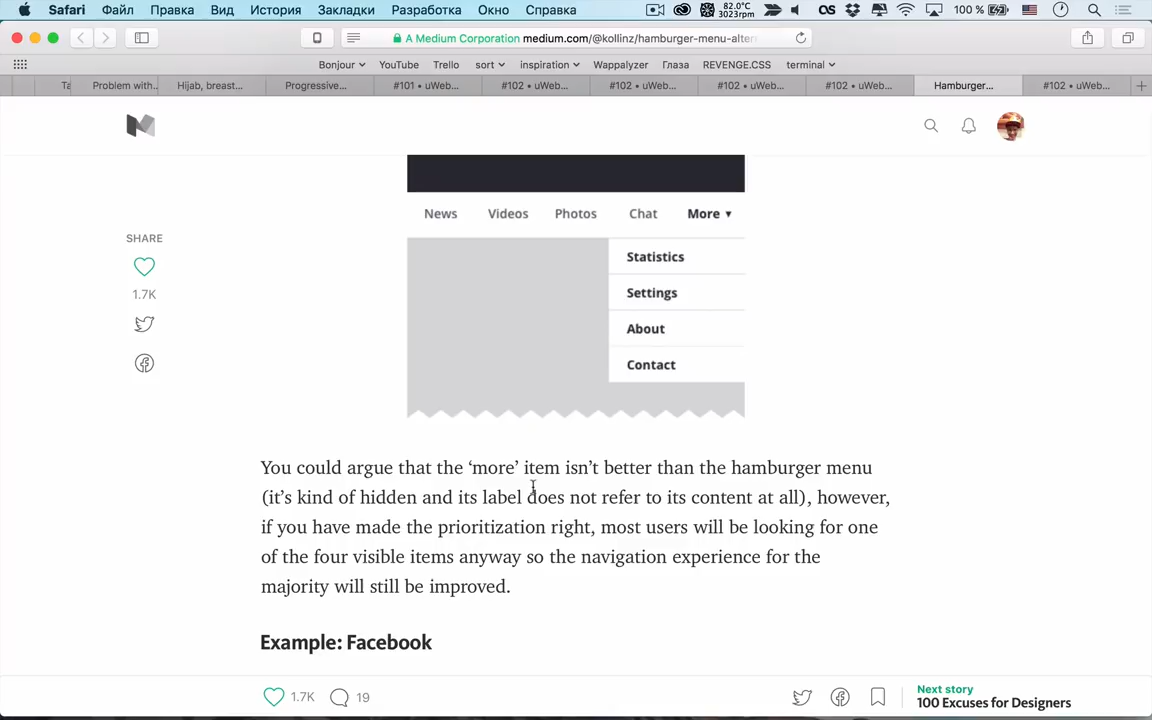 Safari Файл Правка Вид История Закладки Разработка Окно Справка 82.0°C 3023rpm 100 %
A Medium Corporation medium.com/@kollinz/hamburger-menu-alter
Bonjour YouTube Trello sort inspiration Wappalyzer Глаза REVENGE.CSS terminal
Ta Problem with... Hijab, breast... Progressive... #101 • uWeb... #102 • uWeb... #102 • uWeb... #102 • uWeb... #102 • uWeb... Hamburger... #102 • uWeb...
News Videos Photos Chat More ▾
SHARE
Statistics
1.7K
Settings
About
Contact
You could argue that the ‘more’ item isn’t better than the hamburger menu
(it’s kind of hidden and its label does not refer to its content at all), however,
if you have made the prioritization right, most users will be looking for one
of the four visible items anyway so the navigation experience for the
majority will still be improved.
Example: Facebook
1.7K 19
Next story
100 Excuses for Designers